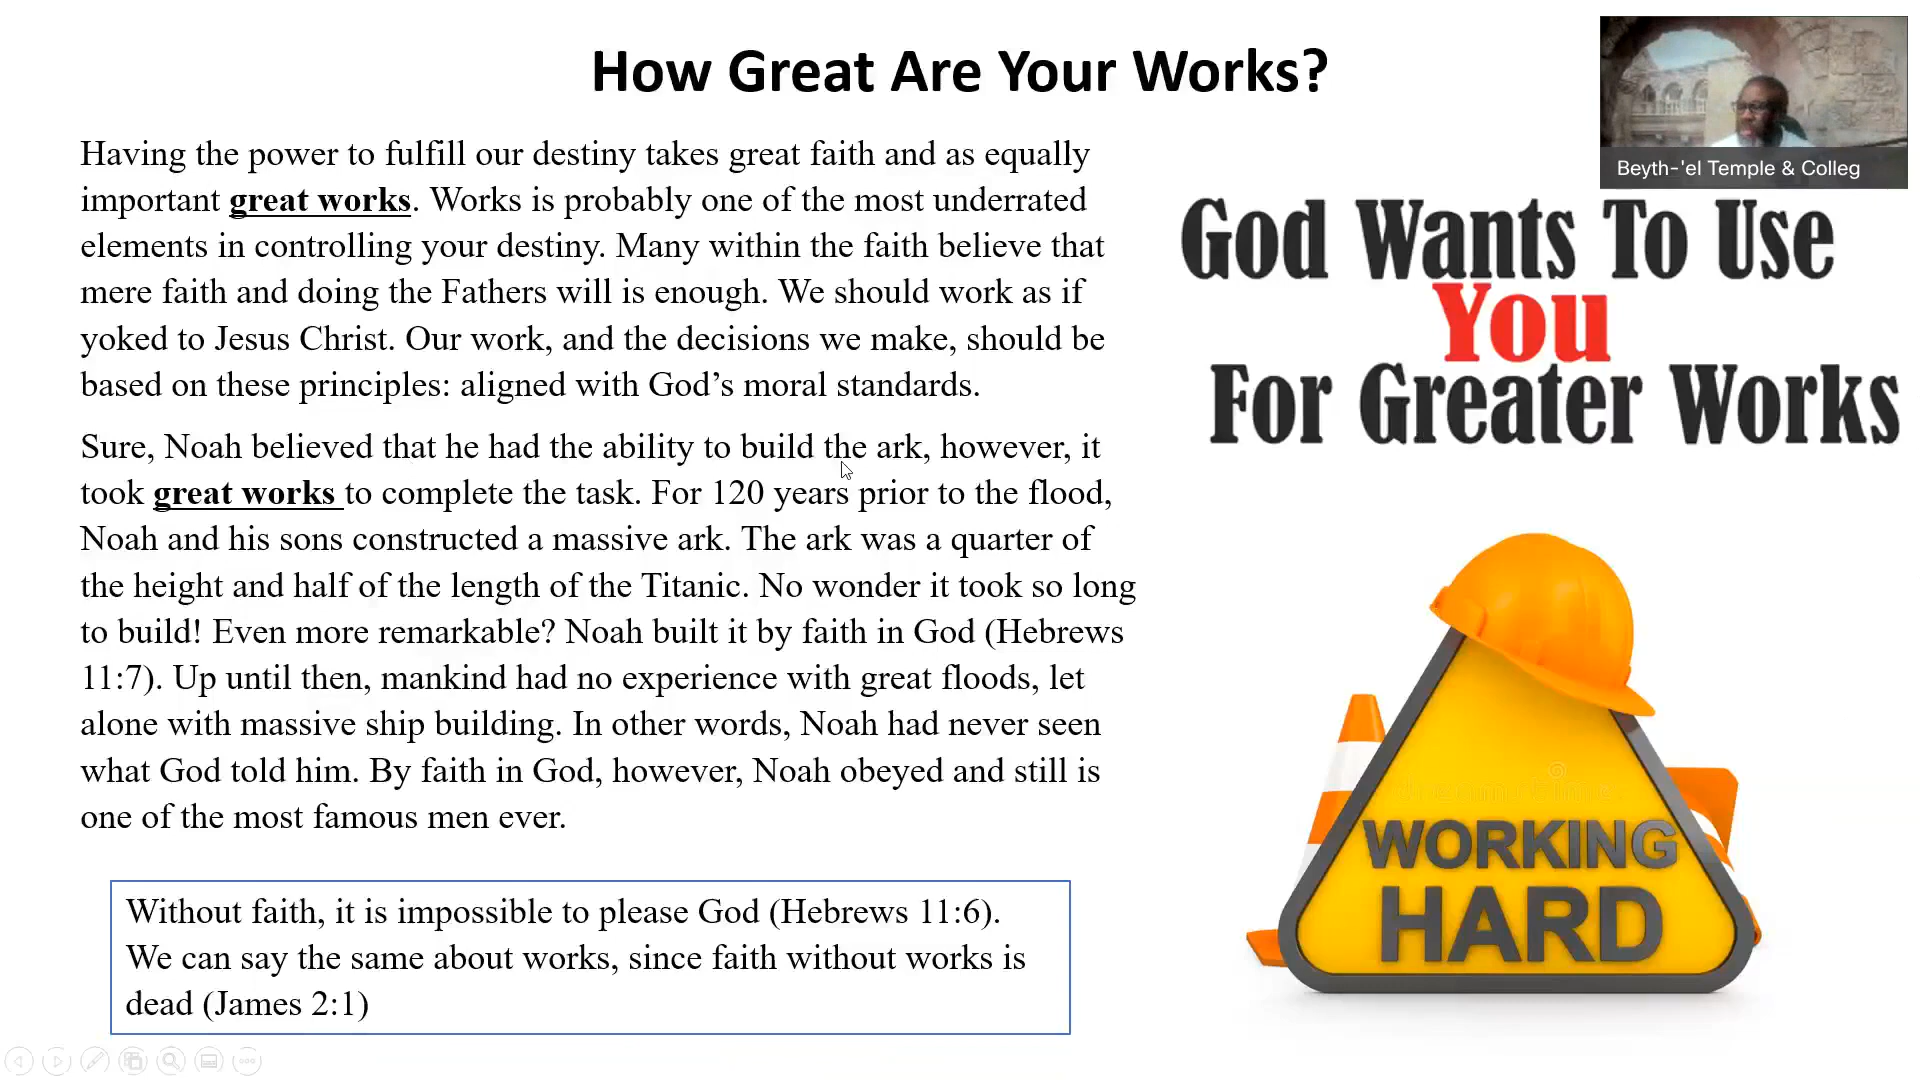 How Great Are Your Works?
Beyth-'el Temple & Colleg
Having the power to fulfill our destiny takes great faith and as equally
important great works. Works is probably one of the most underrated
elements in controlling your destiny. Many within the faith believe that
mere faith and doing the Fathers will is enough. We should work as if
yoked to Jesus Christ. Our work, and the decisions we make, should be
based on these principles: aligned with God’s moral standards.
Sure, Noah believed that he had the ability to build the ark, however, it
took great works to complete the task. For 120 years prior to the flood,
Noah and his sons constructed a massive ark. The ark was a quarter of
the height and half of the length of the Titanic. No wonder it took so long
to build! Even more remarkable? Noah built it by faith in God (Hebrews
11:7). Up until then, mankind had no experience with great floods, let
alone with massive ship building. In other words, Noah had never seen
what God told him. By faith in God, however, Noah obeyed and still is
one of the most famous men ever.
Without faith, it is impossible to please God (Hebrews 11:6).
We can say the same about works, since faith without works is
dead (James 2:1)
God Wants To Use
You
For Greater Works
WORKING
HARD